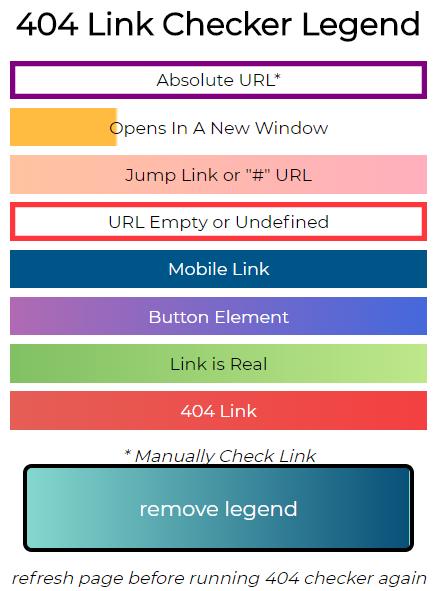 404 Link Checker Legend
Absolute URL*
Opens In A New Window
Jump Link or "#" URL
URL Empty or Undefined
Mobile Link
Button Element
Link is Real
404 Link
* Manually Check Link
remove legend
refresh page before running 404 checker again